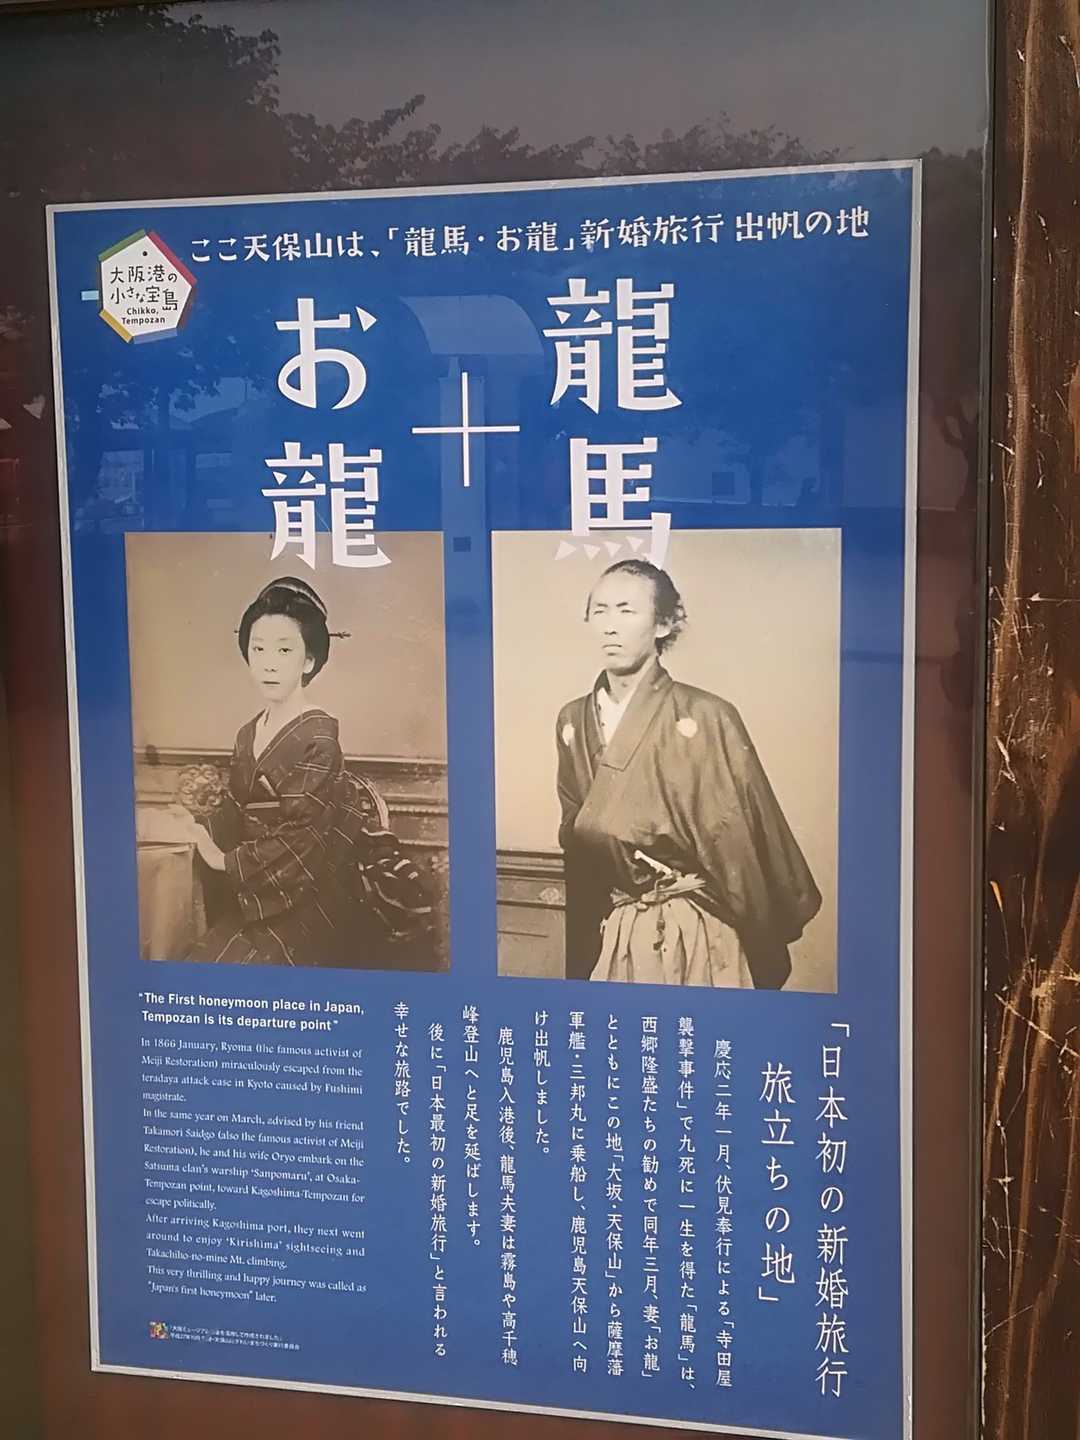 ここ天保山は、「龍馬・お龍」新婚旅行 出帆の地
大阪港の
小さな宝島
Chikko,
Tempozan
龍馬
＋
お龍
「日本初の新婚旅行
旅立ちの地」
慶応二年一月、伏見奉行による「寺田屋
襲撃事件」で九死に一生を得た「龍馬」は、
西郷隆盛たちの勧めで同年三月、妻「お龍」
とともにこの地「大坂・天保山」から薩摩藩
軍艦・三邦丸に乗船し、鹿児島天保山へ向
け出帆しました。
鹿児島入港後、龍馬夫妻は霧島や高千穂
峰登山へと足を延ばします。
後に「日本最初の新婚旅行」と言われる
幸せな旅路でした。
"The First honeymoon place in Japan,
Tempozan is its departure point"
In 1866 January, Ryoma (the famous activist of
Meiji Restoration) miraculously escaped from the
teradaya attack case in Kyoto caused by Fushimi
magistrate.
In the same year on March, advised by his friend
Takamori Saidgo (also the famous activist of Meiji
Restoration), he and his wife Oryo embark on the
Satsuma clan's warship 'Sanpomaru', at Osaka-
Tempozan point, toward Kagoshima-Tempozan for
escape politically.
After arriving Kagoshima port, they next went
around to enjoy 'Kirishima' sightseeing and
Takachiho-no-mine Mt. climbing.
This very thrilling and happy journey was called as
"Japan's first honeymoon" later.